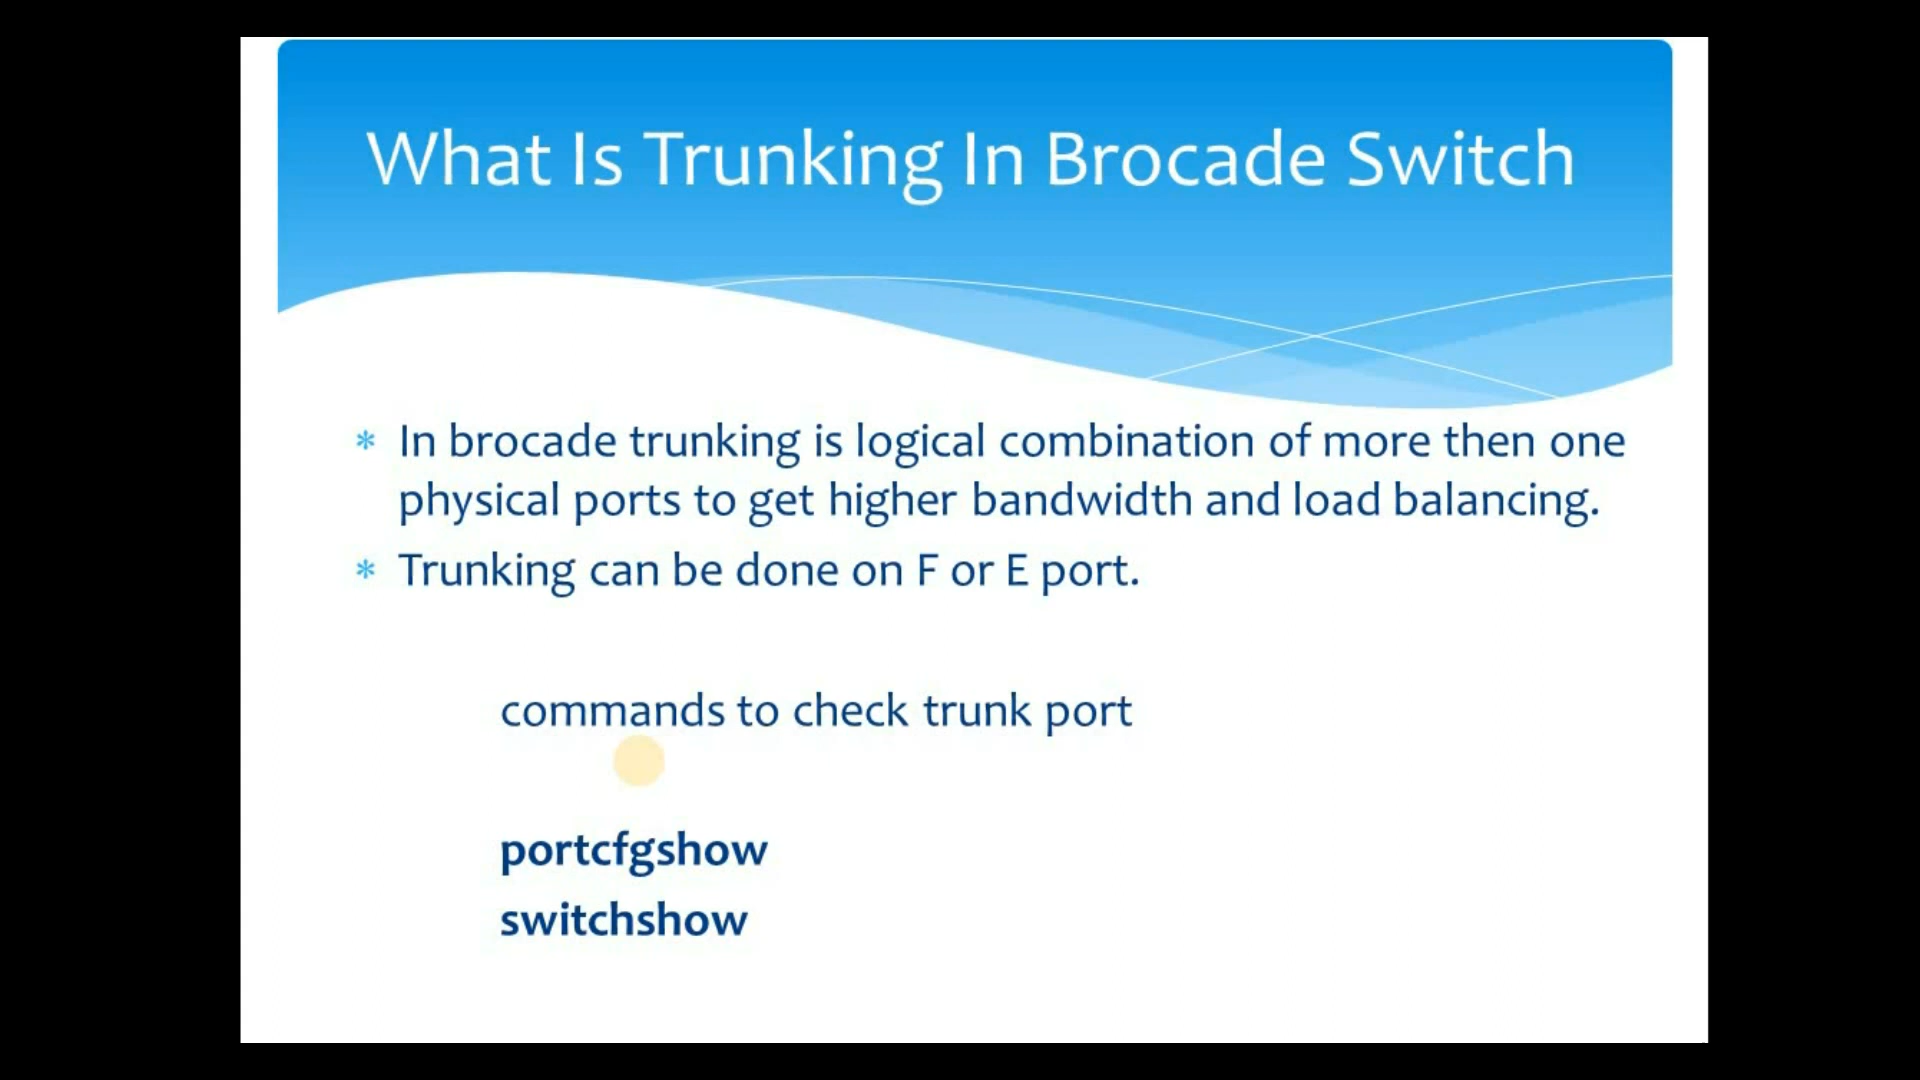 What Is Trunking In Brocade Switch
* In brocade trunking is logical combination of more then one
physical ports to get higher bandwidth and load balancing.
* Trunking can be done on F or E port.
commands to check trunk port
portcfgshow
switchshow